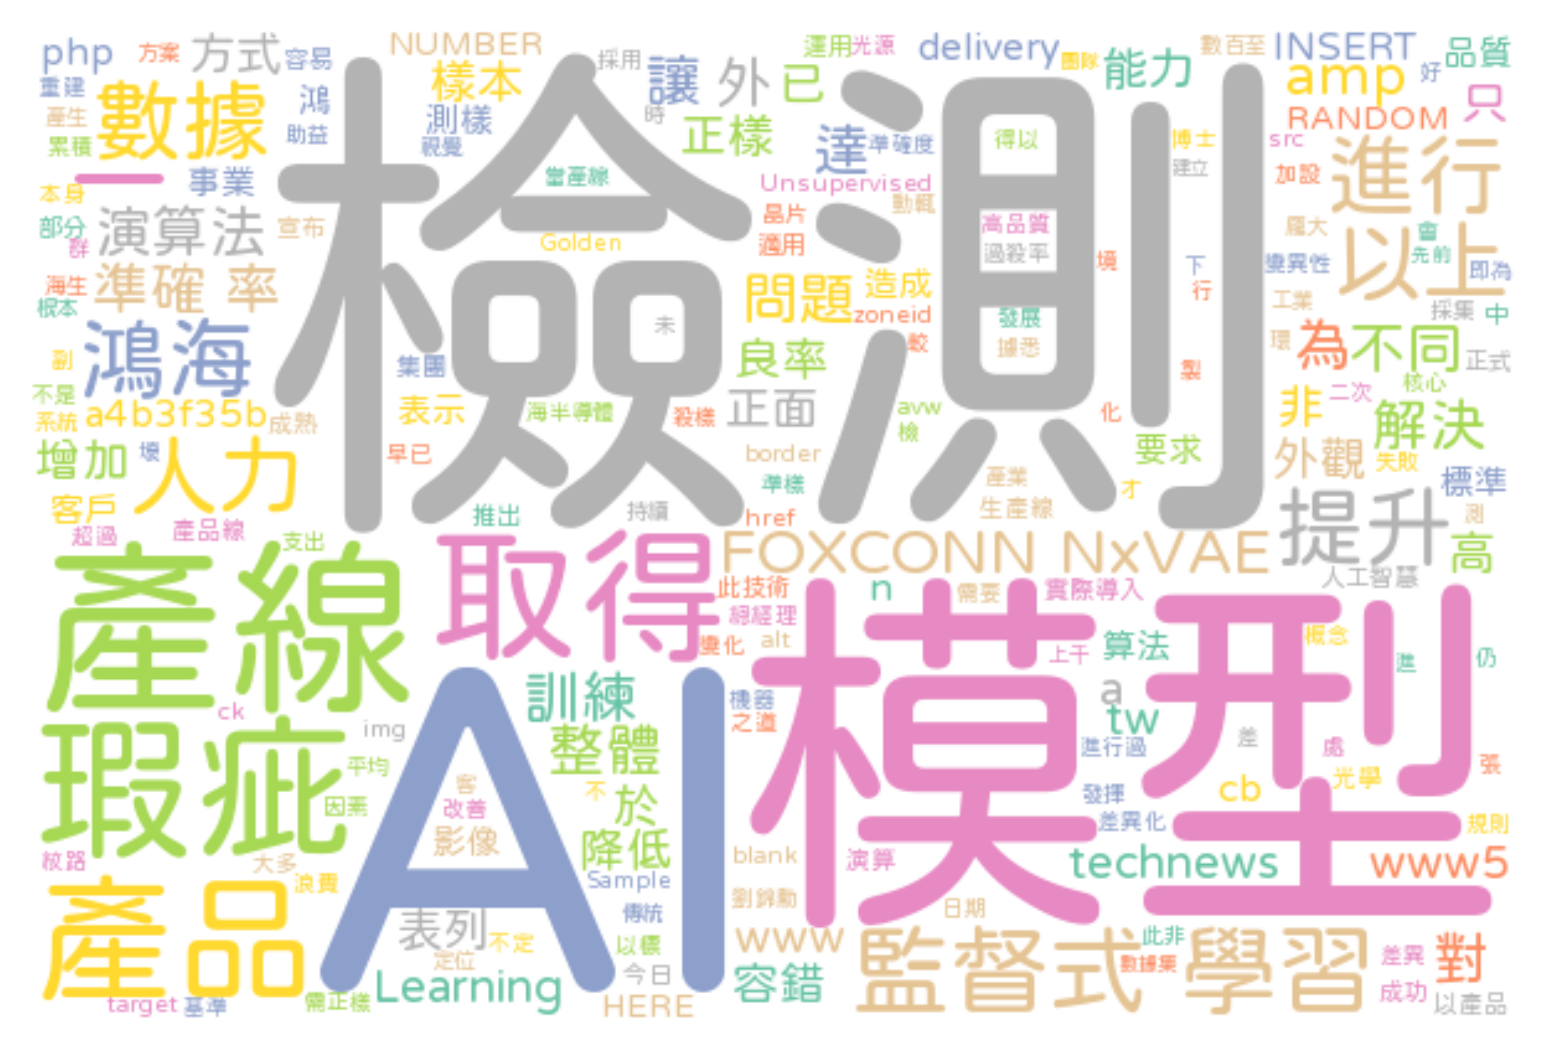 php 方案 方式 容易 NUMBER 採用 讓 外 已 運用 光源 delivery 團隊 能力 數百至 INSERT 品質
重建 數據 鴻 樣本 amp 好 只
產生 助益 測樣 時 正樣 達 準確度 博士 src RANDOM
累積 視覺 得以 建立 加設 進行
一 事業 當產線 Unsupervised
本身 動輒
部分 演算法 宣布 Golden 晶片 高品質 龐大 以上 會
群 適用 過殺率 境 下 變異性 先前 即為
海生 準確 率 問題 造成 行 工業 採集 中
根本 zoneid 發展
鴻海 未 較 據悉 環 為 不同 正式
副 集團 良率 製 核心
不是 二次
系統 a4b3f35b 成熟 表示 海半導體 殺樣 正面 avw 化 非 解決
檢測
增加 壞 人力 早已 border 檢 要求 外觀 失敗 標準
客戶 準樣 產業 才
推出 持續 href 生產線 提升 測
超過 產品線 支出 取得 FOXCONN NxVAE 高
人工智慧
產線 此技術 n 需要 實際導入
總經理
變化 alt 上千 算法 概念 進 仍
模型
訓練 機器 a
ck img 之道 tw
瑕疵 整體 進行過 差 處 張
平均 客 不 cb 光學
因素 改善 於 發揮
影像 降低 差異化 規則
大多 blank 演算 technews www5
浪費 AI Sample
產品 劉錦勳 日期
表列 不定 傳統 www 監督式 此非 學習 差異 對
定位 以標 數據集
Learning 今日 容錯 成功
target 基準 需正樣 HERE 以產品